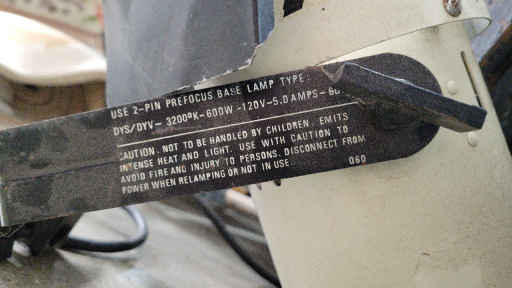 USE 2-PIN PREFOCUS BASE LAMP TYPE:
DYS/DYV- 3200°K-600W-120V-5.0 AMPS-60
CAUTION. NOT TO BE HANDLED BY CHILDREN. EMITS
INTENSE HEAT AND LIGHT. USE WITH CAUTION TO
AVOID FIRE AND INJURY TO PERSONS. DISCONNECT FROM
POWER WHEN RELAMPING OR NOT IN USE.
060